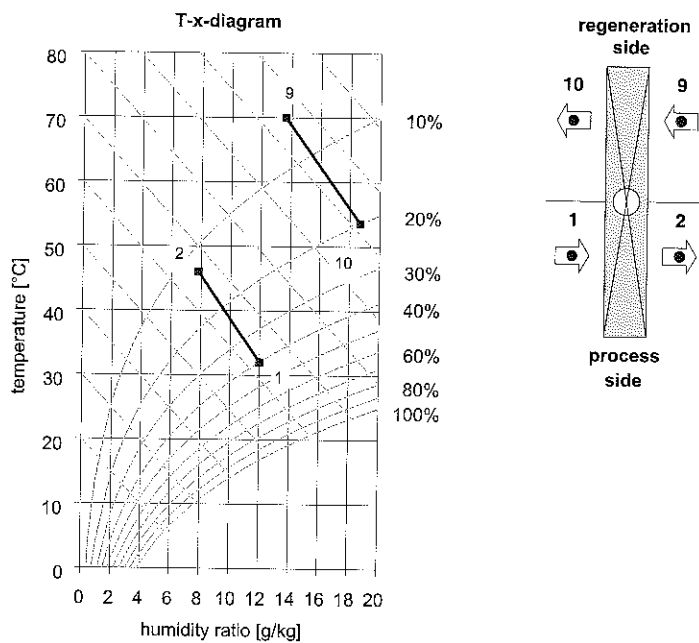 T-x-diagram
temperature [°C]
80
70
60
50
40
30
20
10
0
0 2 4 6 8 10 12 14 16 18 20
humidity ratio [g/kg]
9
10
2
1
10%
20%
30%
40%
60%
80%
100%
regeneration
side
10 9
1 2
process
side